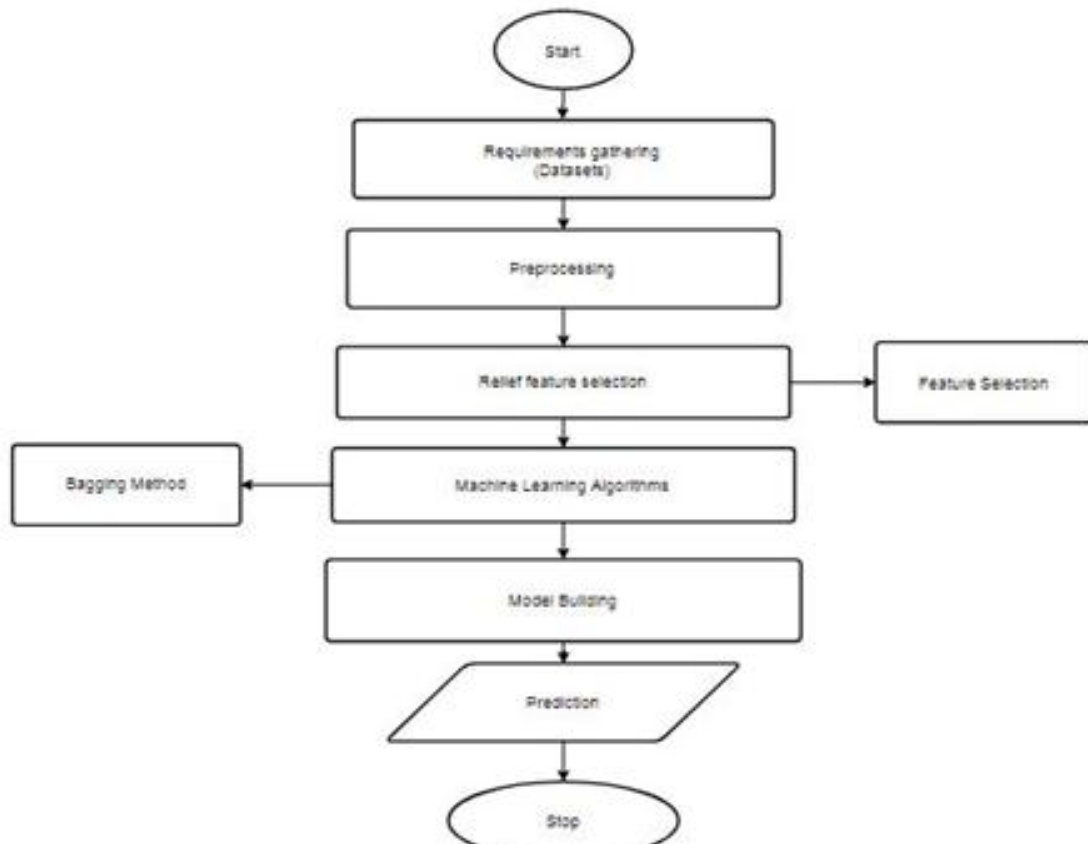 Start
Requirements gathering
(Datasets)
Preprocessing
Relief feature selection
Feature Selection
Bagging Method
Machine Learning Algorithms
Model Building
Prediction
Stop